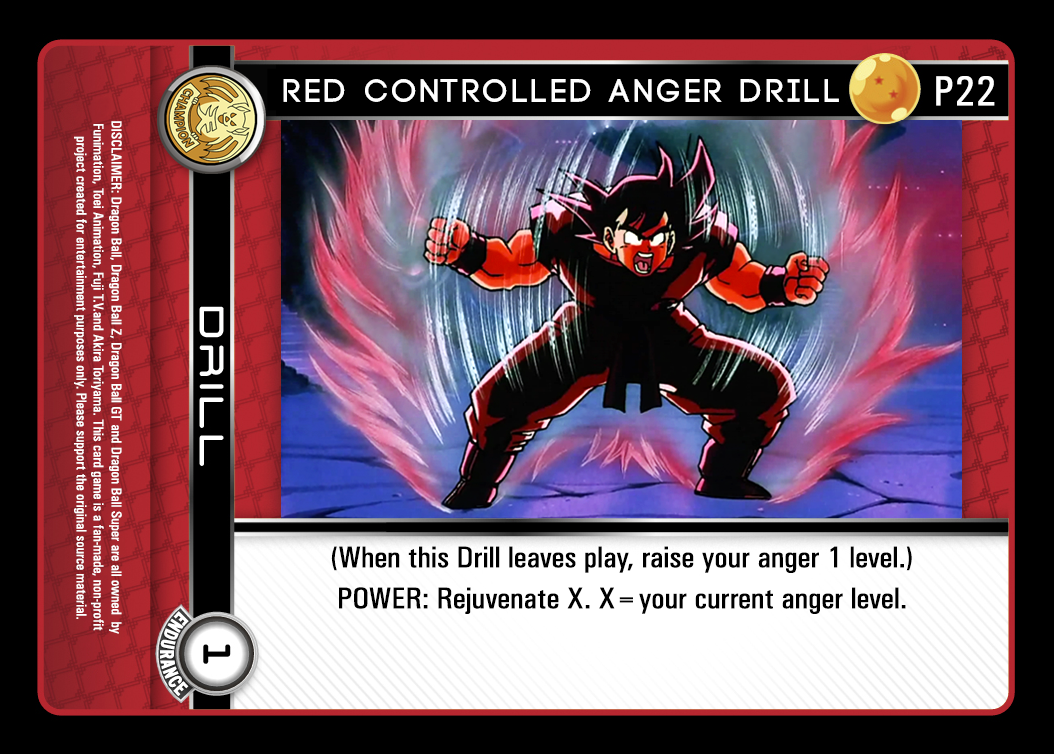 RED CONTROLLED ANGER DRILL
P22
CHAMPION
DISCLAIMER: Dragon Ball, Dragon Ball Z, Dragon Ball GT and Dragon Ball Super are all owned by
Funimation, Toei Animation, Fuji T.V.and Akira Toriyama. This card game is a fan-made, non-profit
project created for entertainment purposes only. Please support the original source material.
DRILL
(When this Drill leaves play, raise your anger 1 level.)
POWER: Rejuvenate X. X = your current anger level.
ENDURANCE
1